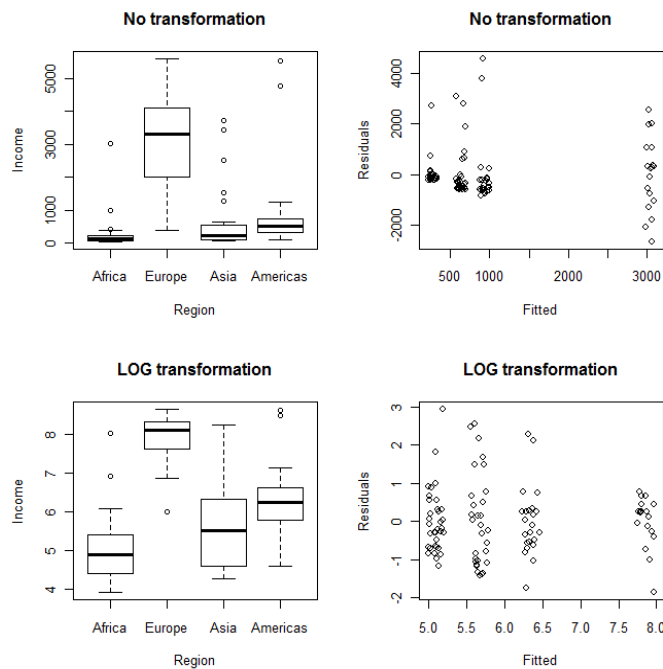 No transformation
5000
3000
1000
0
Income
Africa Europe Asia Americas
Region
No transformation
4000
2000
0
-2000
Residuals
500 1000 2000 3000
Fitted
LOG transformation
8
7
6
5
4
Income
Africa Europe Asia Americas
Region
LOG transformation
3
2
1
0
-1
-2
Residuals
5.0 5.5 6.0 6.5 7.0 7.5 8.0
Fitted